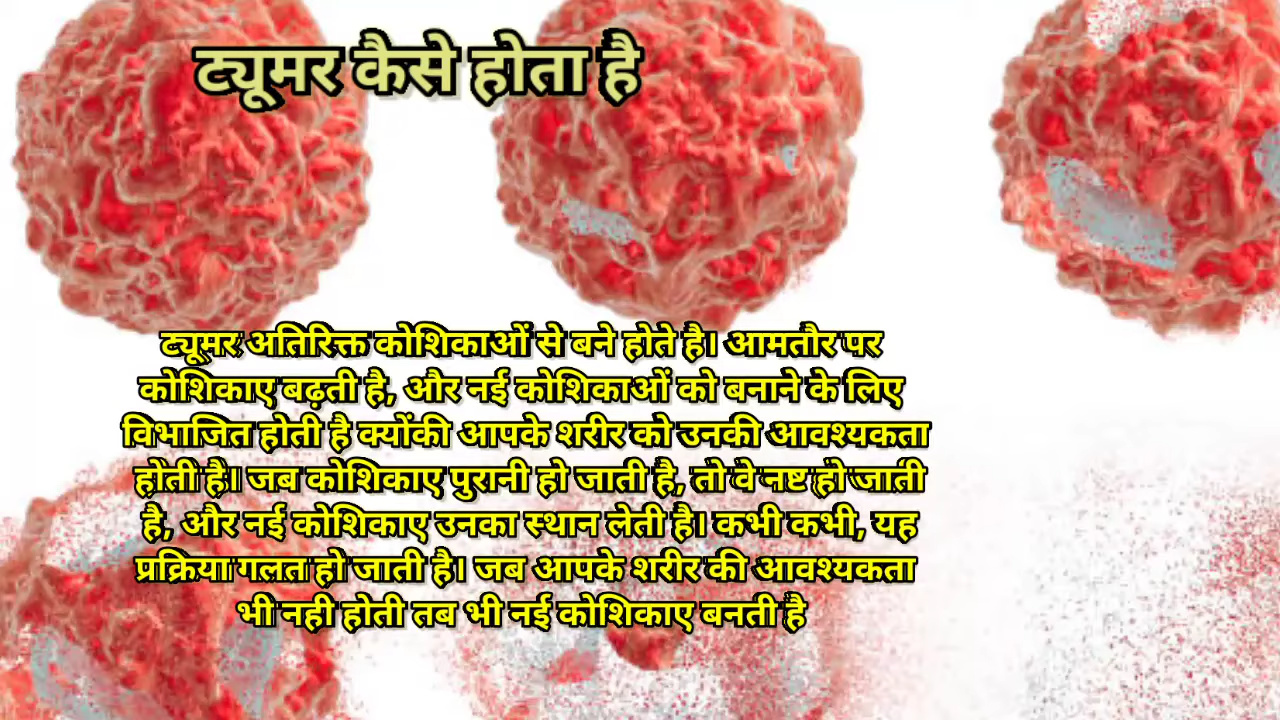 ट्यूमर कैसे होता है
ट्यूमर अतिरिक्त कोशिकाओं से बने होते है। आमतौर पर
कोशिकाए बढ़ती है, और नई कोशिकाओं को बनाने के लिए
विभाजित होती है क्योंकी आपके शरीर को उनकी आवश्यकता
होती है। जब कोशिकाए पुरानी हो जाती है, तो वे नष्ट हो जाती
है, और नई कोशिकाए उनका स्थान लेती है। कभी कभी, यह
प्रक्रिया गलत हो जाती है। जब आपके शरीर की आवश्यकता
भी नही होती तब भी नई कोशिकाए बनती है